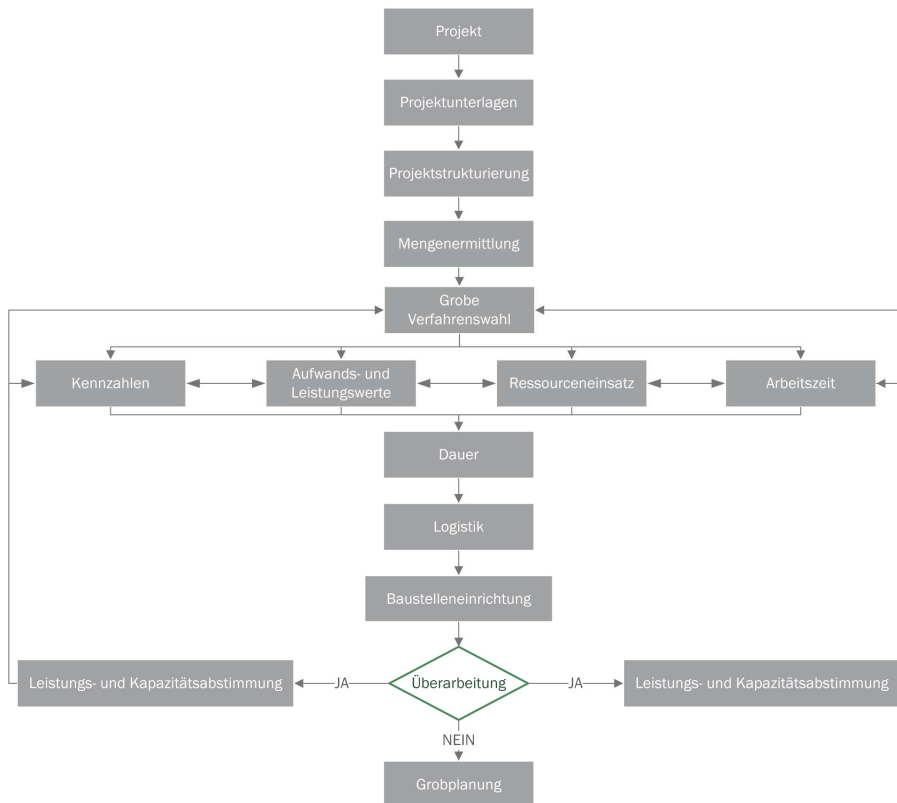 Projekt
Projektunterlagen
Projektstrukturierung
Mengenermittlung
Grobe
Verfahrenswahl
Kennzahlen
Aufwands- und
Leistungswerte
Ressourceneinsatz
Arbeitszeit
Dauer
Logistik
Baustelleneinrichtung
Leistungs- und Kapazitätsabstimmung
JA
Überarbeitung
JA
Leistungs- und Kapazitätsabstimmung
NEIN
Grobplanung